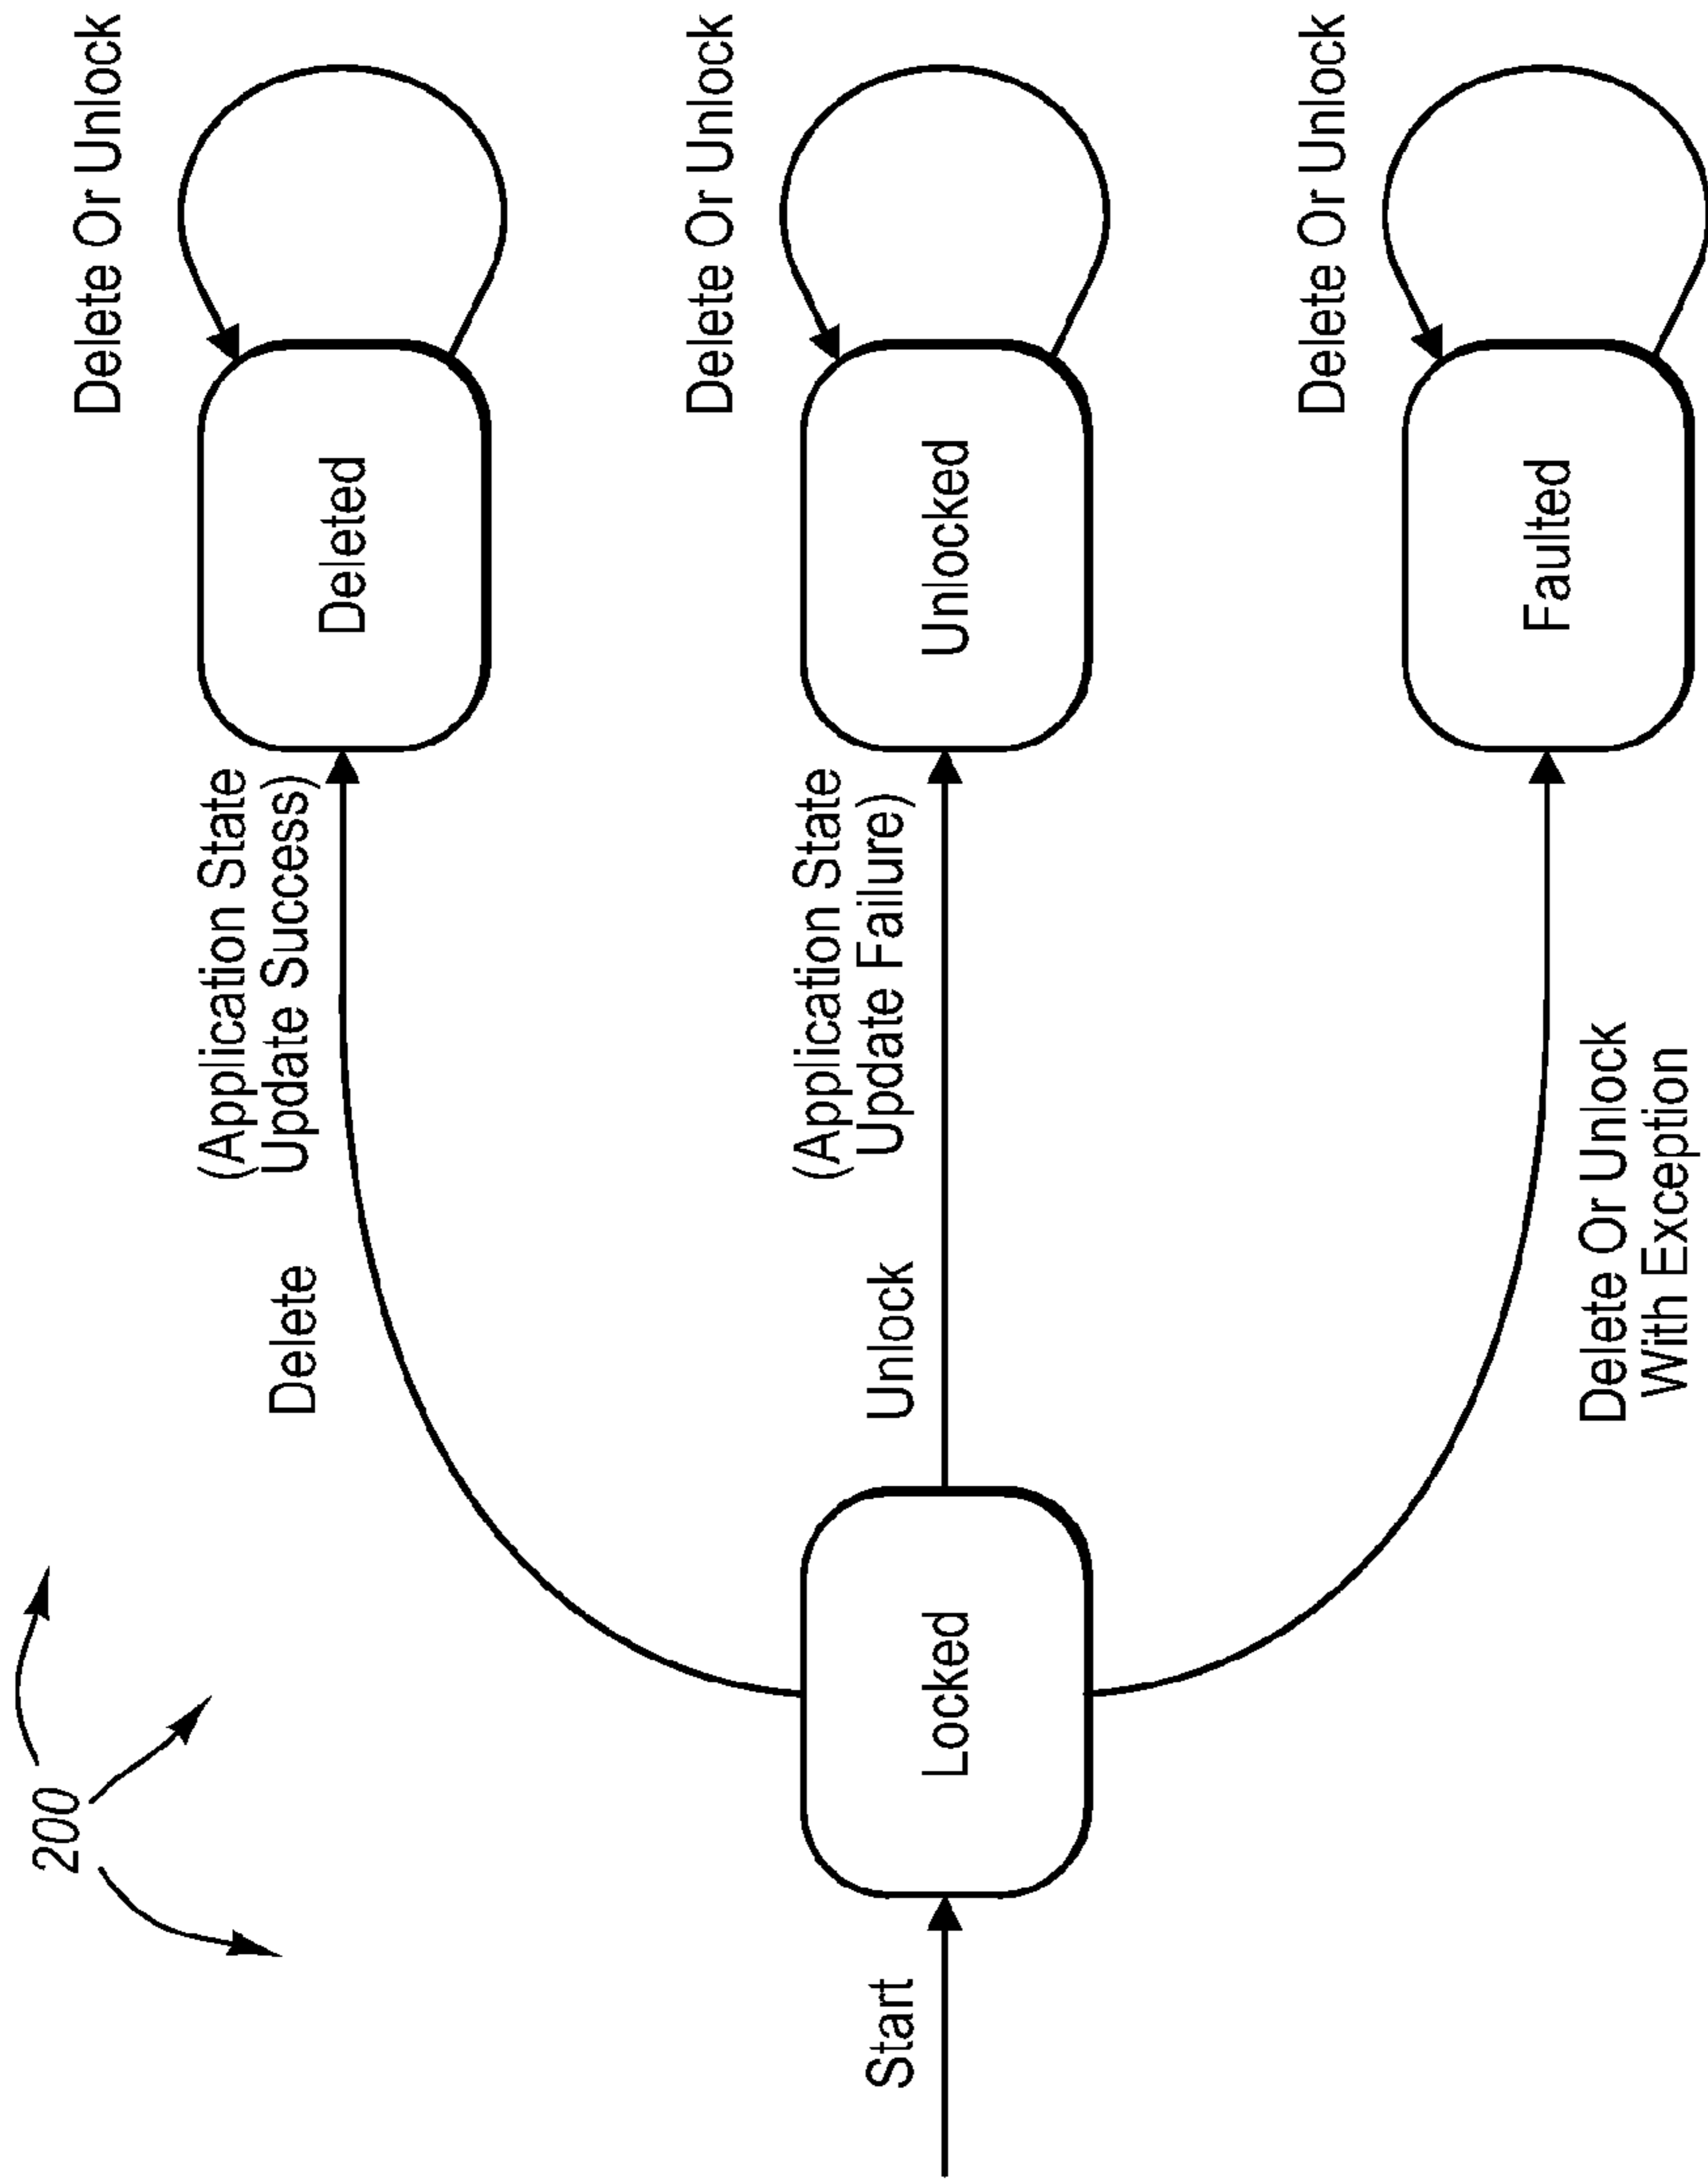 200
Delete Or Unlock
(Application State
Update Success)
Delete
Deleted
Delete Or Unlock
(Application State
Update Failure)
Start
Locked
Unlock
Unlocked
Delete Or Unlock
Delete Or Unlock
With Exception
Faulted